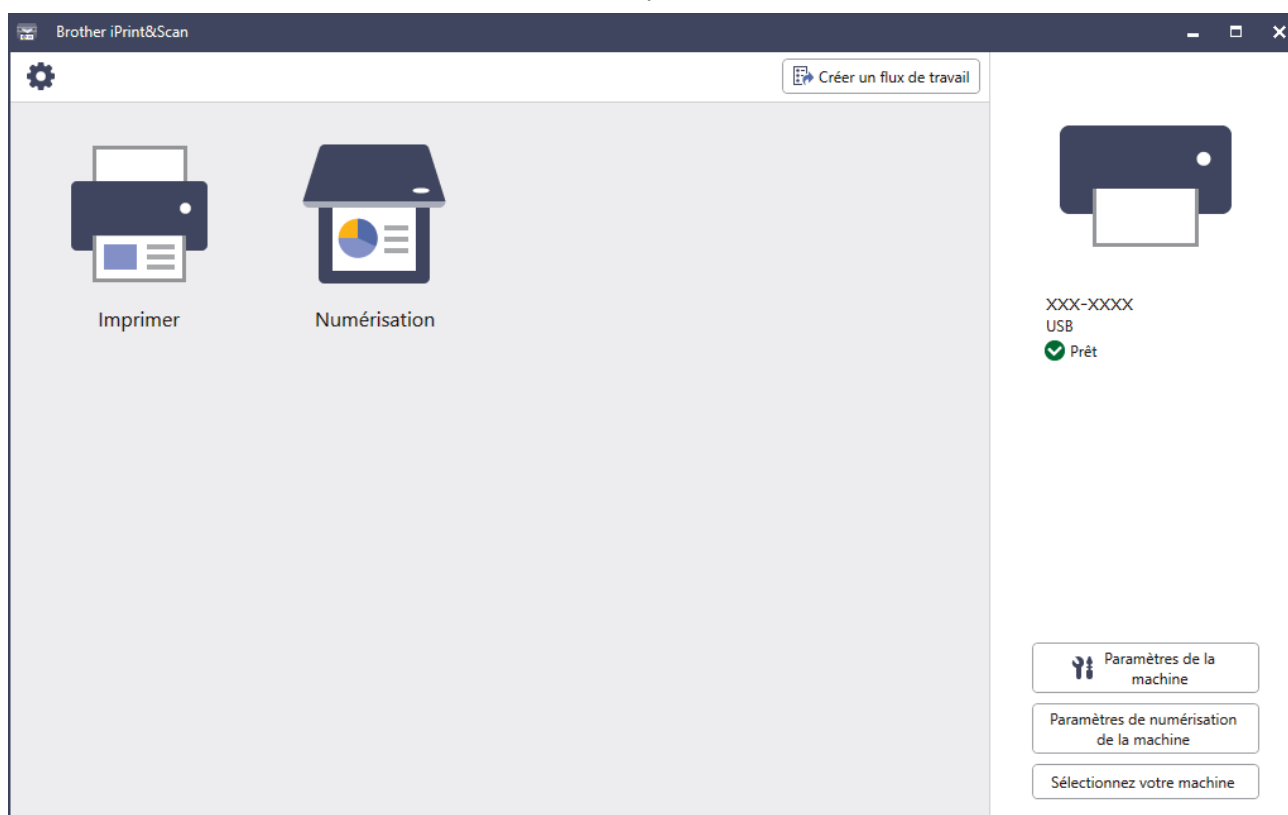 Brother iPrint&Scan
Créer un flux de travail
Imprimer
Numérisation
XXX-XXXX
USB
Prêt
Paramètres de la
machine
Paramètres de numérisation
de la machine
Sélectionnez votre machine